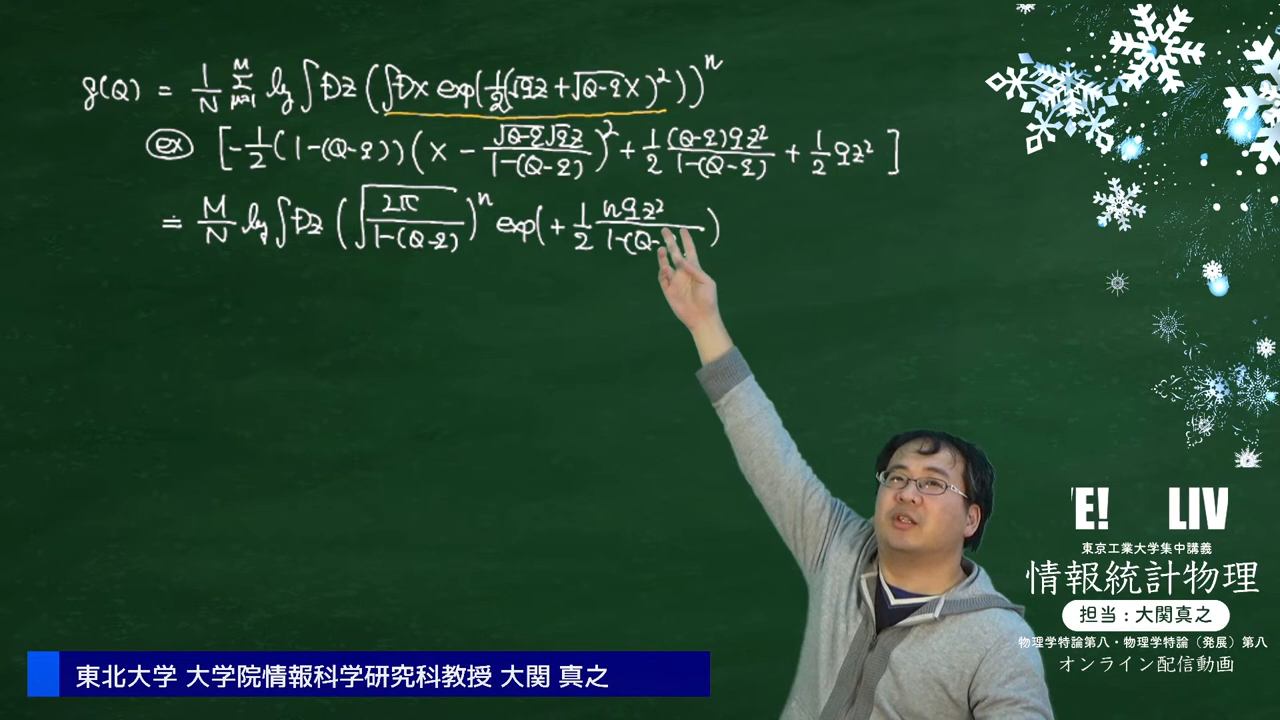 g(Q) = 1/N Σ_{μ=1}^{M} log ∫Dz ( ∫Dx exp( 1/2 (√q z + √Q-q x)² ) )ⁿ
ex [ -1/2 (1-(Q-q)) ( x - √Q-q √q z / 1-(Q-q) )² + 1/2 (Q-q)qz² / 1-(Q-q) + 1/2 qz² ]
= M/N log ∫Dz ( √ 2π / 1-(Q-q) )ⁿ exp( + 1/2 nqz² / 1-(Q- )
E! LIV
東京工業大学集中講義
情報統計物理
担当:大関真之
物理学特論第八・物理学特論(発展)第八
オンライン配信動画
東北大学 大学院情報科学研究科教授 大関 真之